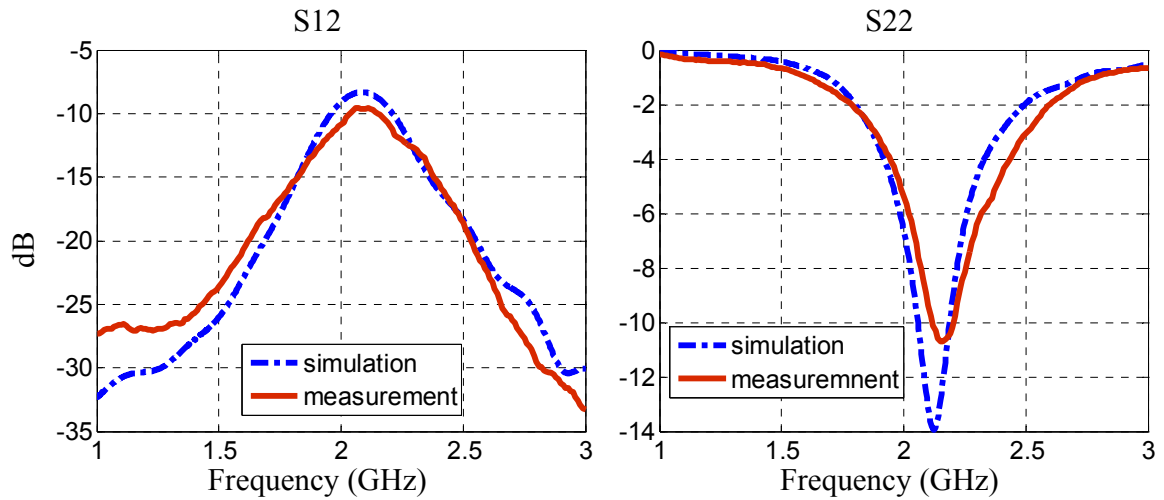 S12
S22
dB
-5
-10
-15
-20
-25
-30
-35
1
1.5
2
2.5
3
Frequency (GHz)
simulation
measurement
0
-2
-4
-6
-8
-10
-12
-14
1
1.5
2
2.5
3
Frequency (GHz)
simulation
measuremnent